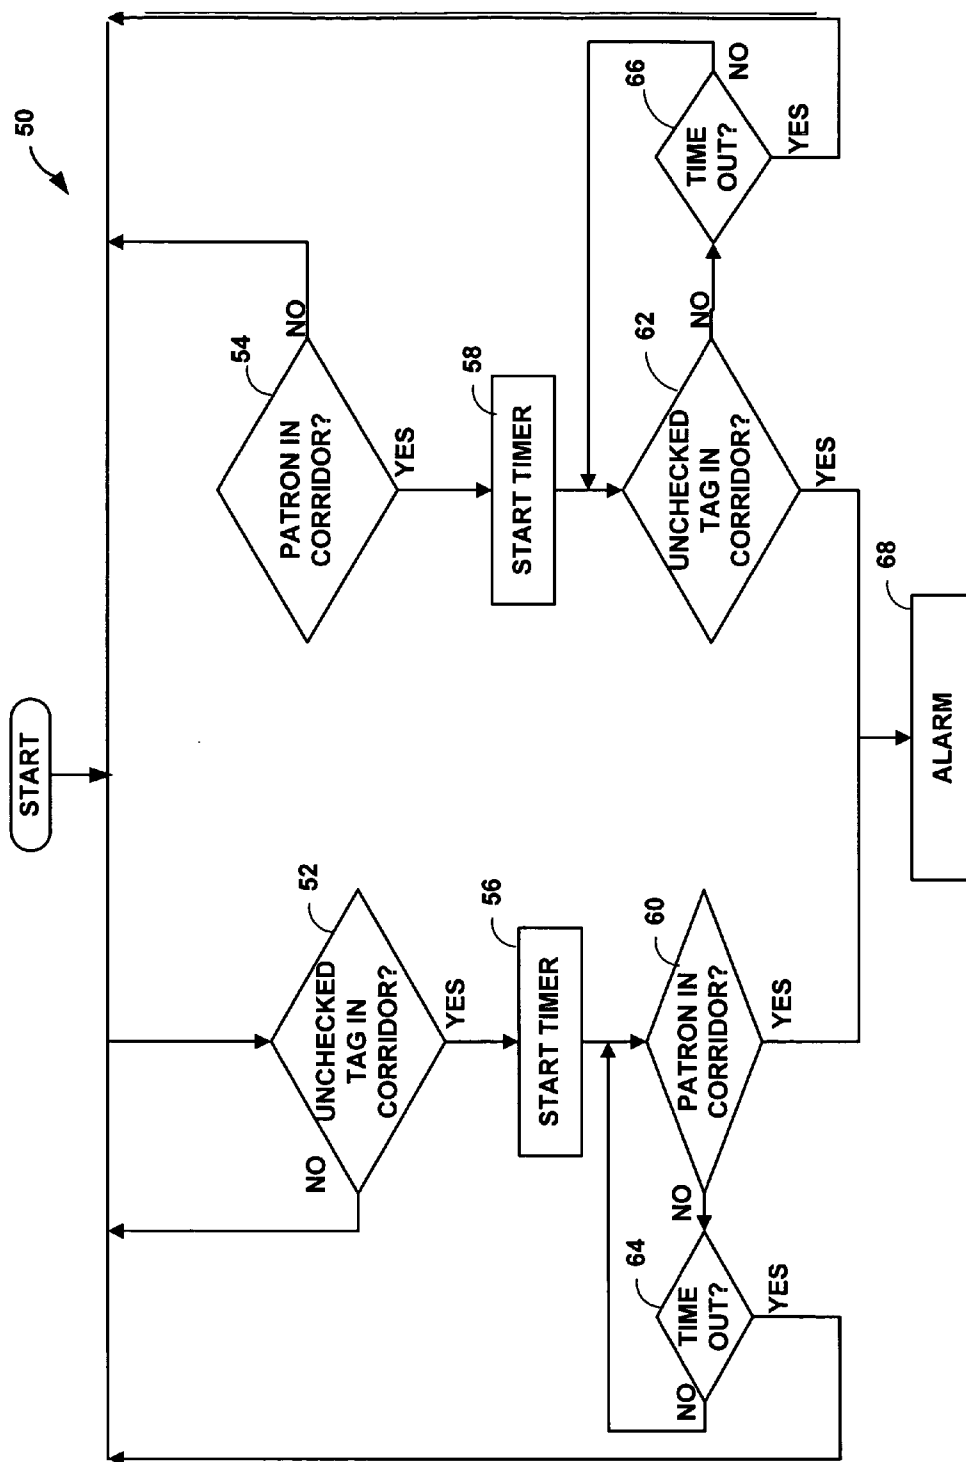 50
START
52
UNCHECKED
TAG IN
CORRIDOR?
NO
YES
56
START TIMER
60
PATRON IN
CORRIDOR?
NO
YES
64
TIME
OUT?
NO
YES
54
PATRON IN
CORRIDOR?
NO
YES
58
START TIMER
62
UNCHECKED
TAG IN
CORRIDOR?
NO
YES
66
TIME
OUT?
NO
YES
68
ALARM